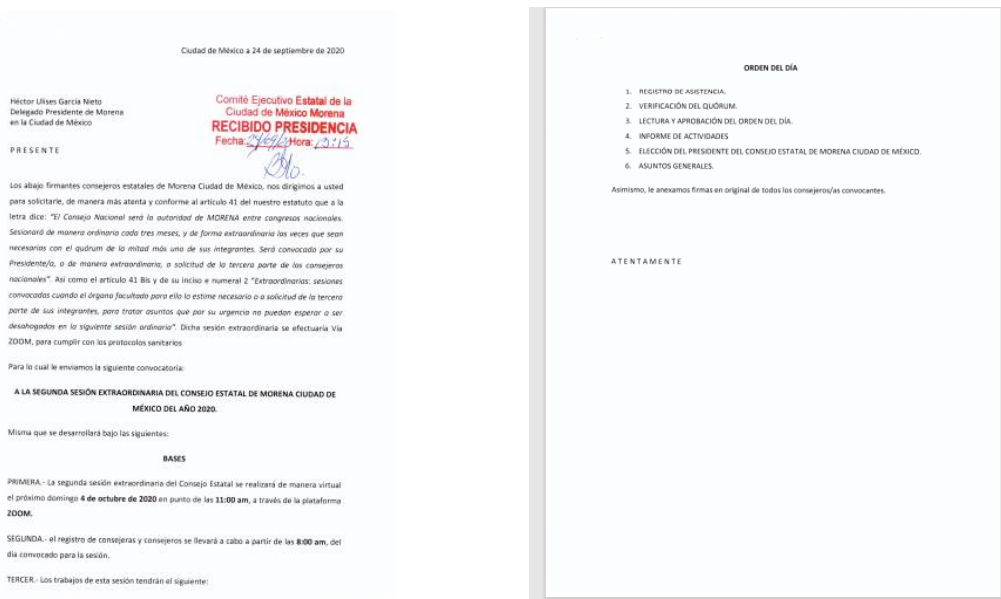 Ciudad de México a 24 de septiembre de 2020
Héctor Ulises García Nieto
Delegado Presidente de Morena
en la Ciudad de México
P R E S E N T E
Comité Ejecutivo Estatal de la
Ciudad de México Morena
RECIBIDO PRESIDENCIA
Fecha: Hora:
Los abajo firmantes consejeros estatales de Morena Ciudad de México, nos dirigimos a usted
para solicitarle, de manera más atenta y conforme al artículo 41 del nuestro estatuto que a la
letra dice: "El Consejo Nacional será la autoridad de MORENA entre congresos nacionales.
Sesionará de manera ordinaria cada tres meses, y de forma extraordinaria las veces que sean
necesarias con el quórum de la mitad más uno de sus integrantes. Será convocado por su
Presidente/a, o de manera extraordinaria, a solicitud de la tercera parte de los consejeros
nacionales". Así como el artículo 41 Bis y de su inciso e numeral 2 "Extraordinarias: sesiones
convocadas cuando el órgano facultado para ello lo estime necesario o a solicitud de la tercera
parte de sus integrantes, para tratar asuntos que por su urgencia no puedan esperar a ser
desahogados en la siguiente sesión ordinaria". Dicha sesión extraordinaria se efectuaría Vía
ZOOM, para cumplir con los protocolos sanitarios
Para lo cual le enviamos la siguiente convocatoria:
A LA SEGUNDA SESIÓN EXTRAORDINARIA DEL CONSEJO ESTATAL DE MORENA CIUDAD DE
MÉXICO DEL AÑO 2020.
Misma que se desarrollará bajo las siguientes:
BASES
PRIMERA.- La segunda sesión extraordinaria del Consejo Estatal se realizará de manera virtual
el próximo domingo 4 de octubre de 2020 en punto de las 11:00 am, a través de la plataforma
ZOOM.
SEGUNDA.- el registro de consejeras y consejeros se llevará a cabo a partir de las 8:00 am, del
día convocado para la sesión.
TERCER.- Los trabajos de esta sesión tendrán el siguiente:
ORDEN DEL DÍA
1. REGISTRO DE ASISTENCIA.
2. VERIFICACIÓN DEL QUÓRUM.
3. LECTURA Y APROBACIÓN DEL ORDEN DEL DÍA.
4. INFORME DE ACTIVIDADES
5. ELECCIÓN DEL PRESIDENTE DEL CONSEJO ESTATAL DE MORENA CIUDAD DE MÉXICO.
6. ASUNTOS GENERALES.
Asimismo, le anexamos firmas en original de todos los consejeros/as convocantes.
A T E N T A M E N T E